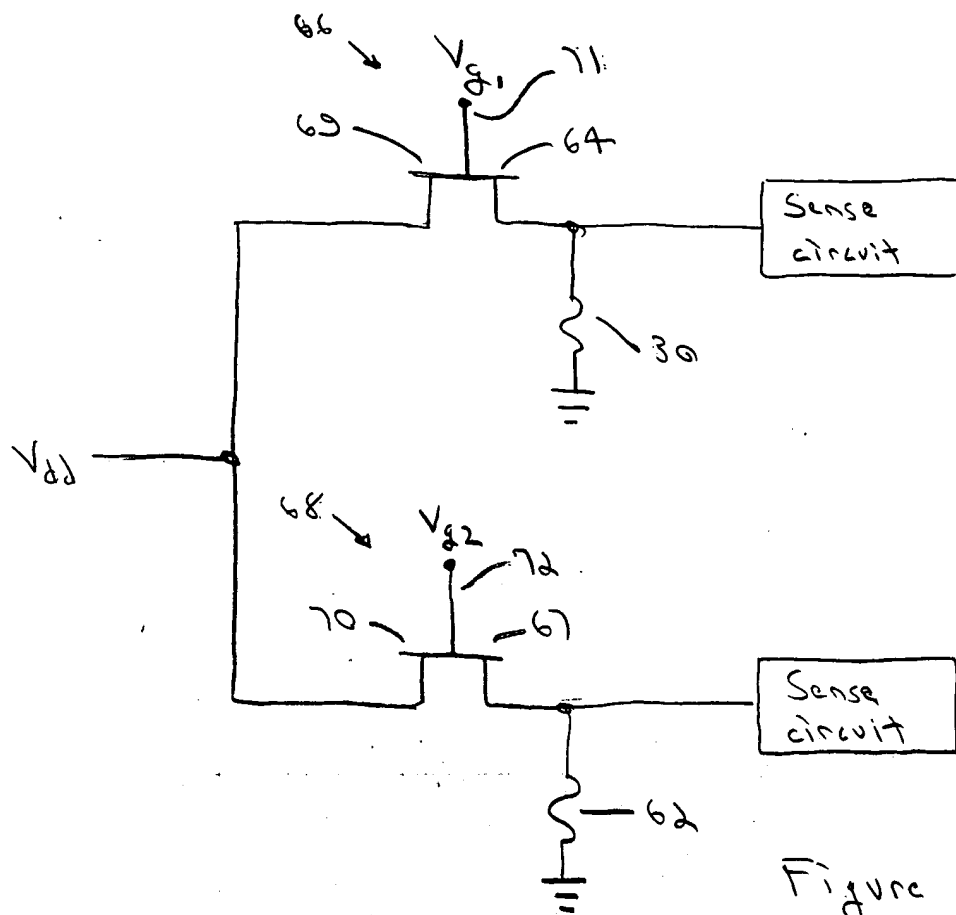 66
Vg1
71
69
64
Sense
circuit
30
Vdd
68
Vg2
72
70
67
Sense
circuit
62
Figure